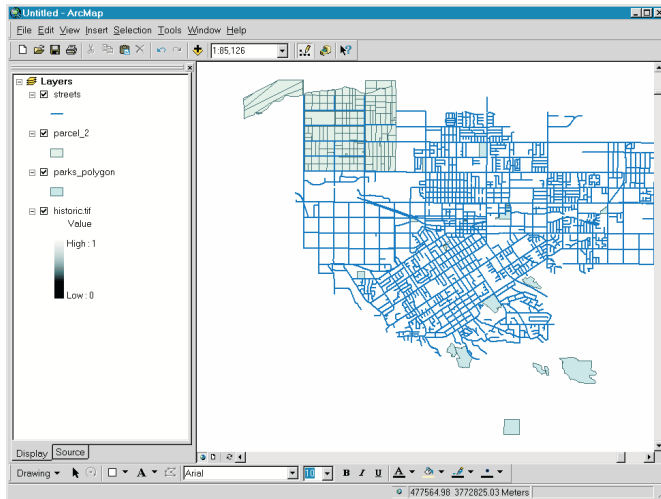 Untitled - ArcMap
File Edit View Insert Selection Tools Window Help
1:85,126
Layers
streets
parcel_2
parks_polygon
historic.tif
Value
High : 1
Low : 0
Display Source
Drawing A Arial 10 B I U A
477564.98 3772825.03 Meters